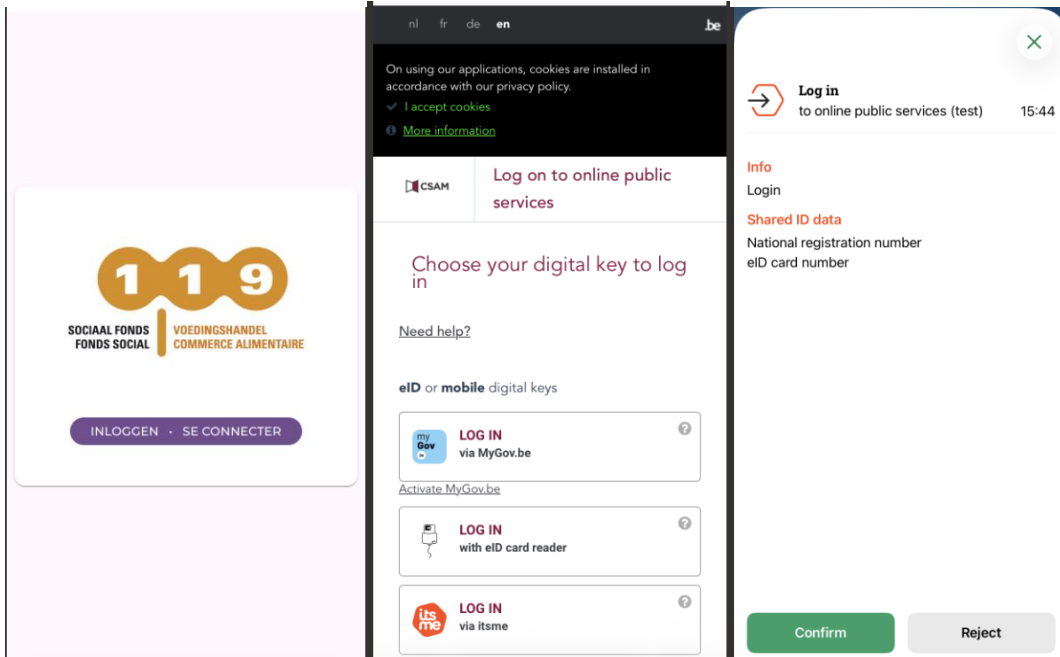 1 1 9
SOCIAAL FONDS
FONDS SOCIAL
VOEDINGSHANDEL
COMMERCE ALIMENTAIRE
INLOGGEN · SE CONNECTER
nl fr de en .be
On using our applications, cookies are installed in
accordance with our privacy policy.
I accept cookies
More information
CSAM
Log on to online public
services
Choose your digital key to log
in
Need help?
eID or mobile digital keys
my
Gov
LOG IN
via MyGov.be
Activate MyGov.be
LOG IN
with eID card reader
its
me
LOG IN
via itsme
Log in
to online public services (test) 15:44
Info
Login
Shared ID data
National registration number
eID card number
Confirm Reject